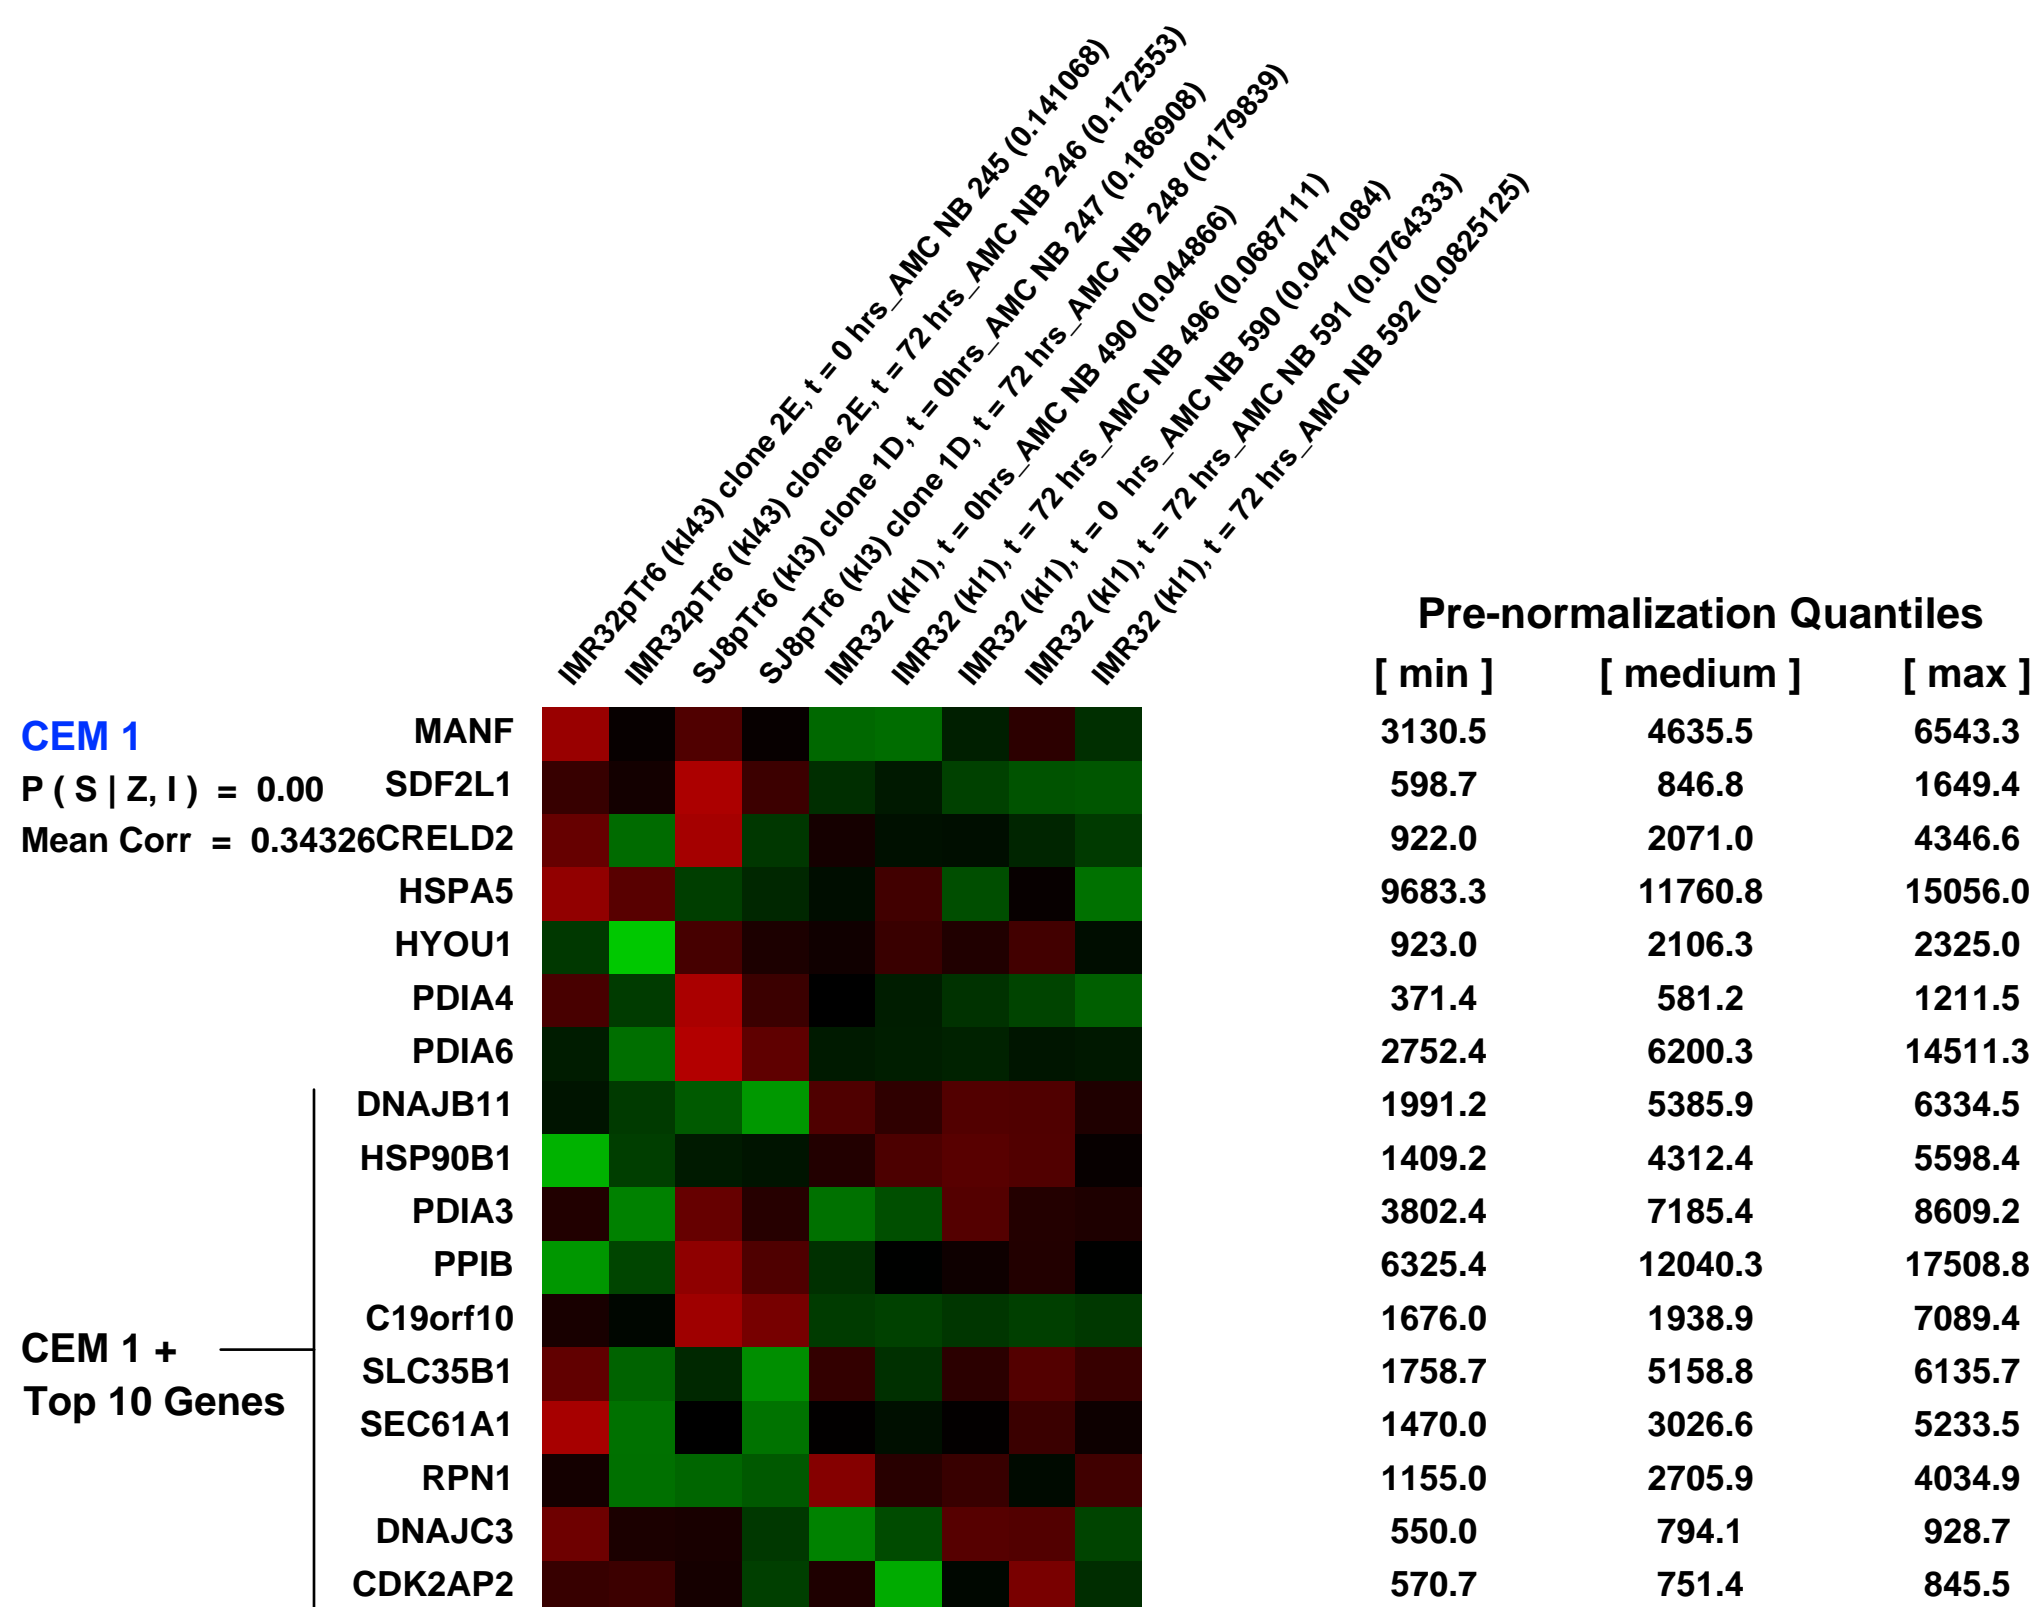 IMR32pTr6 (kl43) clone 2E, t = 0 hrs_AMC NB 245 (0.141068)
IMR32pTr6 (kl43) clone 2E, t = 72 hrs_AMC NB 246 (0.172553)
SJ8pTr6 (kl3) clone 1D, t = 0hrs_AMC NB 247 (0.186908)
SJ8pTr6 (kl3) clone 1D, t = 72 hrs_AMC NB 248 (0.179839)
IMR32 (kl1), t = 0hrs_AMC NB 490 (0.044866)
IMR32 (kl1), t = 72 hrs_AMC NB 496 (0.0687111)
IMR32 (kl1), t = 0  hrs_AMC NB 590 (0.0471084)
IMR32 (kl1), t = 72 hrs_AMC NB 591 (0.0764333)
IMR32 (kl1), t = 72 hrs_AMC NB 592 (0.0825125)
Pre-normalization Quantiles
[ min ] [ medium ] [ max ]
CEM 1 MANF 3130.5 4635.5 6543.3
P ( S | Z, I ) = 0.00 SDF2L1 598.7 846.8 1649.4
Mean Corr = 0.34326 CRELD2 922.0 2071.0 4346.6
HSPA5 9683.3 11760.8 15056.0
HYOU1 923.0 2106.3 2325.0
PDIA4 371.4 581.2 1211.5
PDIA6 2752.4 6200.3 14511.3
DNAJB11 1991.2 5385.9 6334.5
HSP90B1 1409.2 4312.4 5598.4
PDIA3 3802.4 7185.4 8609.2
PPIB 6325.4 12040.3 17508.8
C19orf10 1676.0 1938.9 7089.4
CEM 1 +
SLC35B1 1758.7 5158.8 6135.7
Top 10 Genes
SEC61A1 1470.0 3026.6 5233.5
RPN1 1155.0 2705.9 4034.9
DNAJC3 550.0 794.1 928.7
CDK2AP2 570.7 751.4 845.5